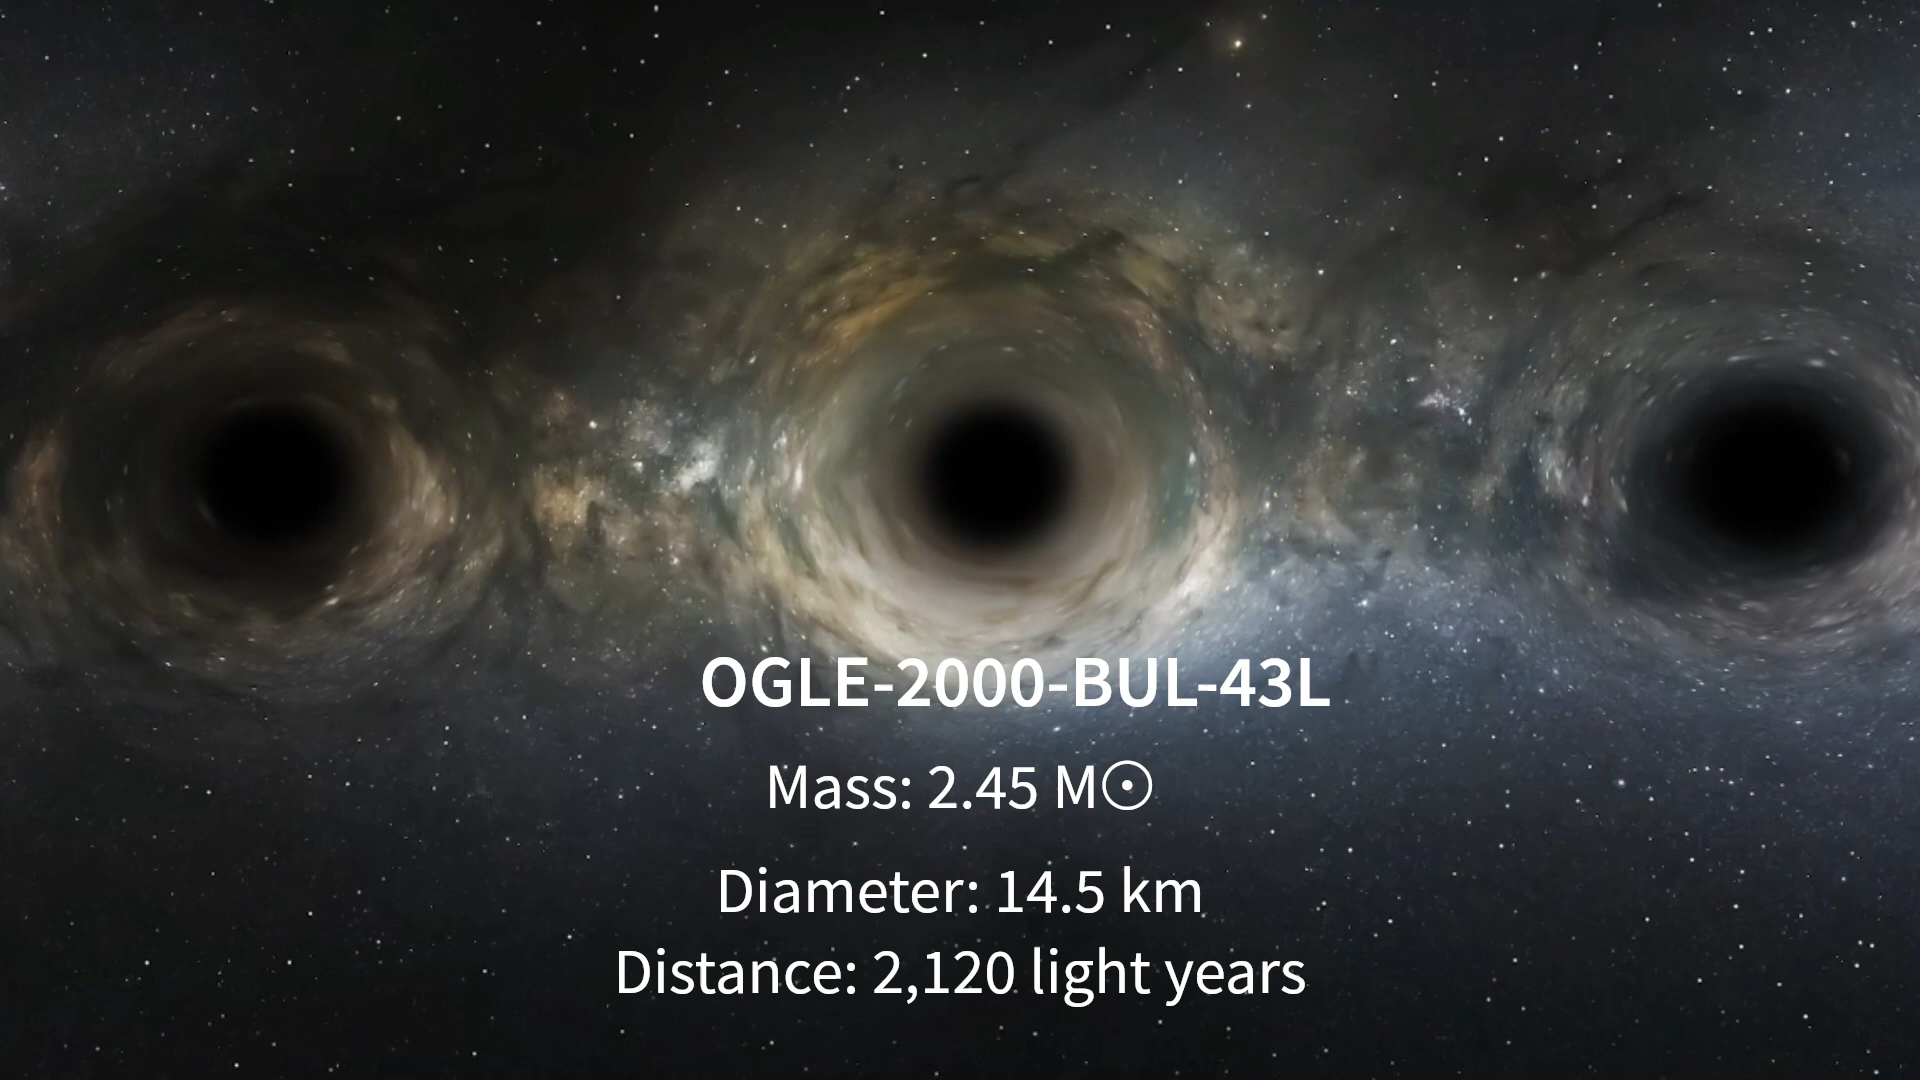 OGLE-2000-BUL-43L
Mass: 2.45 M☉
Diameter: 14.5 km
Distance: 2,120 light years